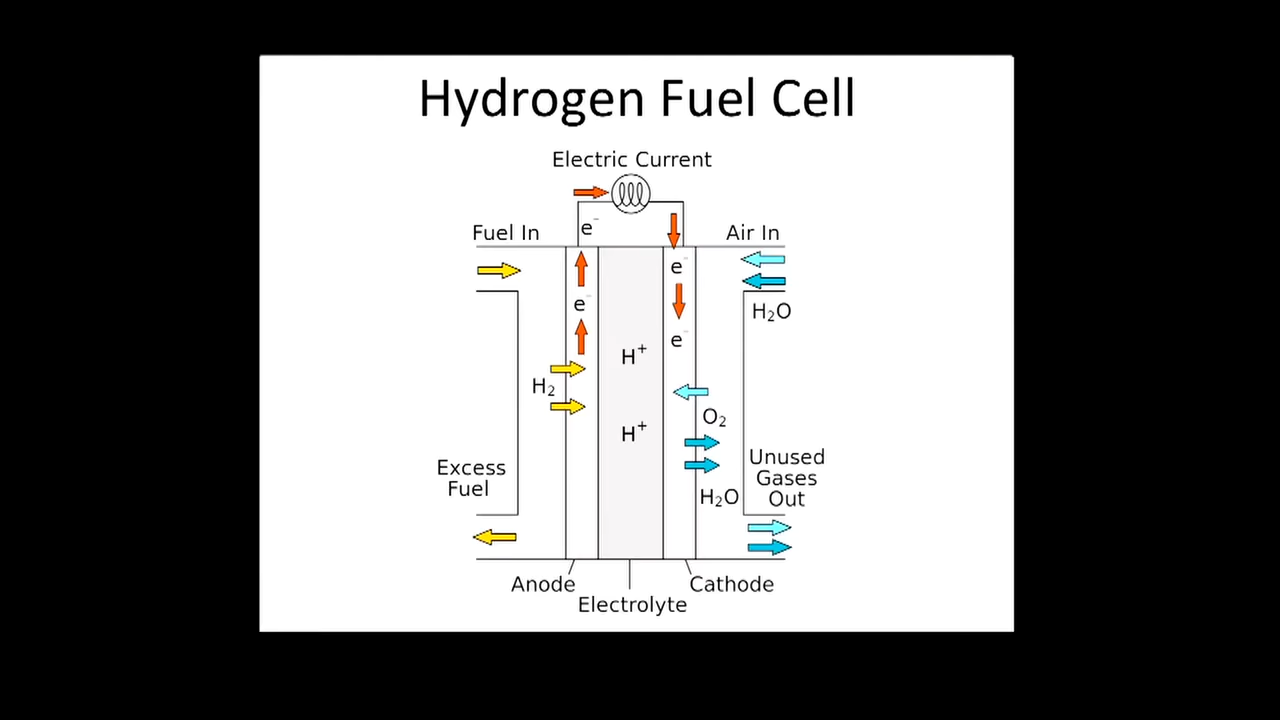 Hydrogen Fuel Cell
Electric Current
e⁻
Fuel In
Air In
e⁻
e⁻
H₂O
e⁻
H⁺
H₂
O₂
H⁺
Excess
Fuel
Unused
Gases
Out
H₂O
Anode
Cathode
Electrolyte